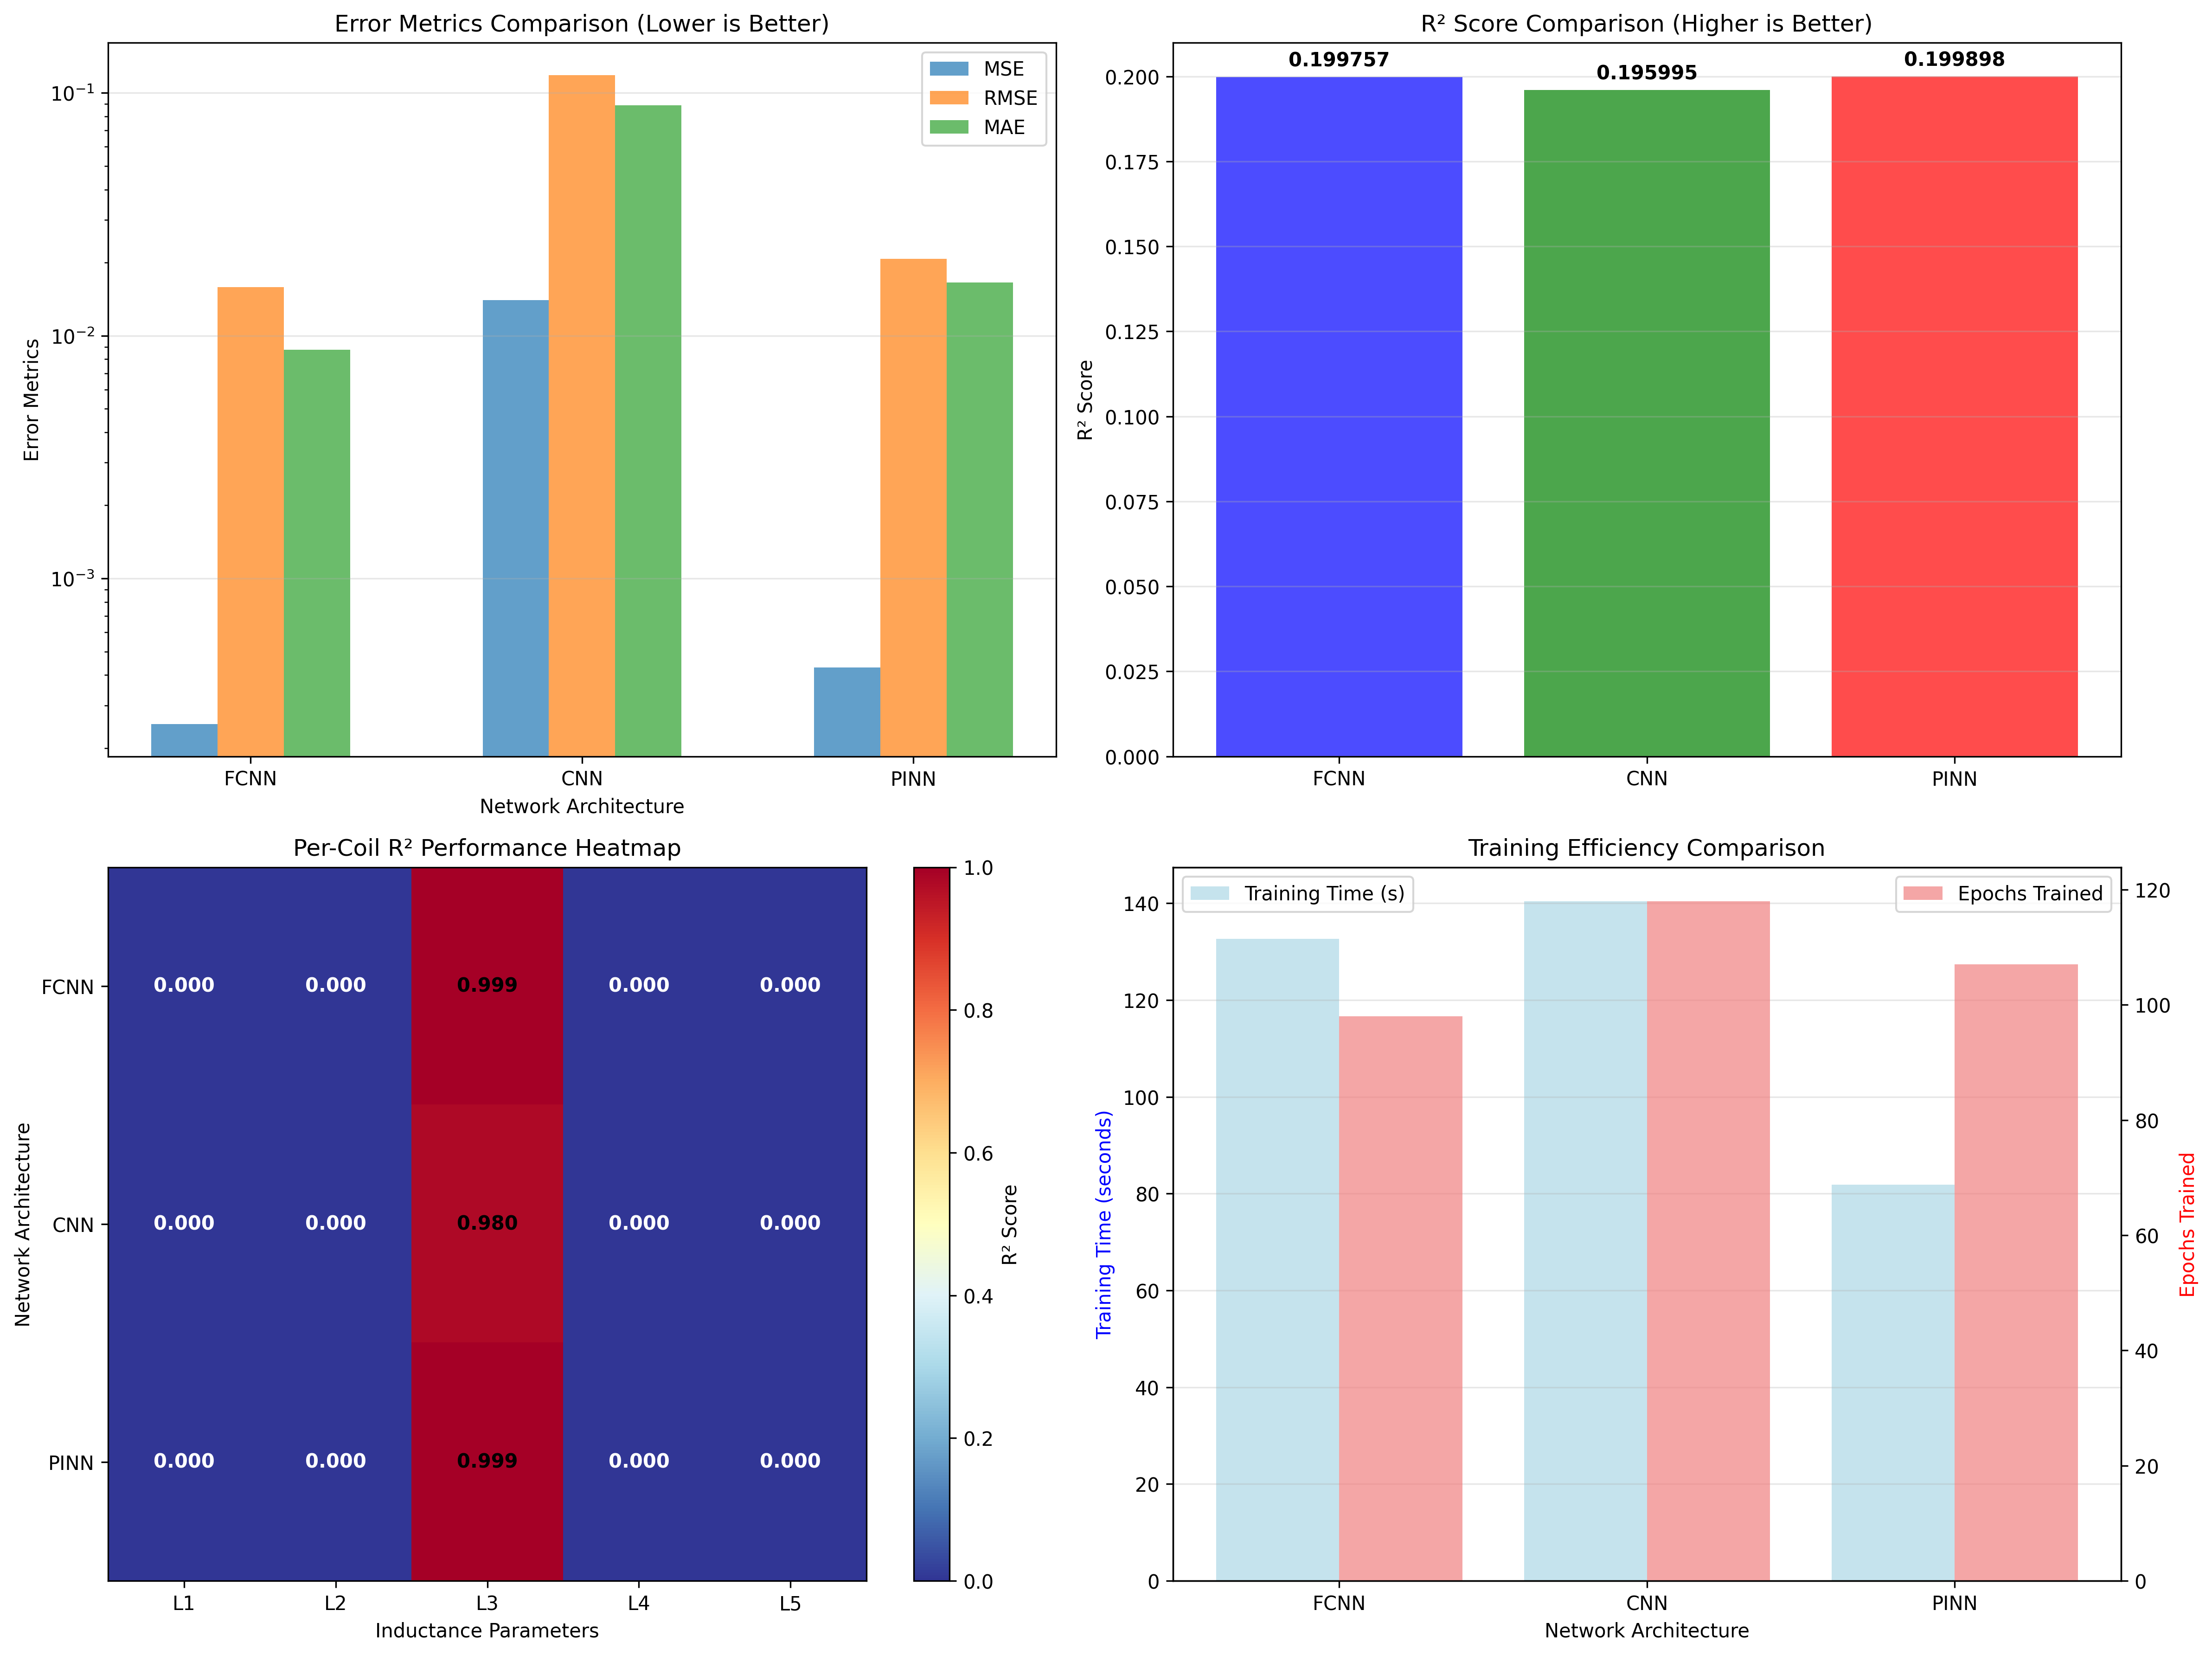 Error Metrics Comparison (Lower is Better)
Error Metrics
10⁻¹
10⁻²
10⁻³
MSE
RMSE
MAE
FCNN CNN PINN
Network Architecture
R² Score Comparison (Higher is Better)
R² Score
0.200
0.175
0.150
0.125
0.100
0.075
0.050
0.025
0.000
0.199757 0.195995 0.199898
FCNN CNN PINN
Per-Coil R² Performance Heatmap
Network Architecture
FCNN 0.000 0.000 0.999 0.000 0.000
CNN 0.000 0.000 0.980 0.000 0.000
PINN 0.000 0.000 0.999 0.000 0.000
L1 L2 L3 L4 L5
Inductance Parameters
1.0
0.8
0.6
0.4
0.2
0.0
R² Score
Training Efficiency Comparison
Training Time (s)
Epochs Trained
Training Time (seconds)
140
120
100
80
60
40
20
0
120
100
80
60
40
20
0
Epochs Trained
FCNN CNN PINN
Network Architecture